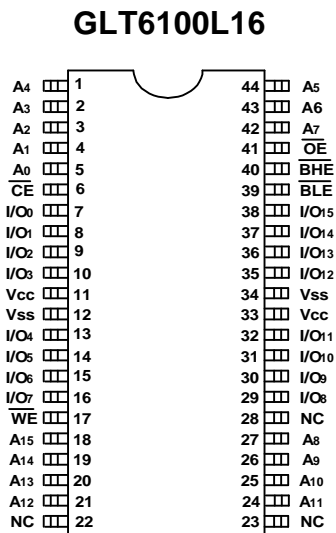 GLT6100L16
A4 1 44 A5
A3 2 43 A6
A2 3 42 A7
A1 4 41 OE
A0 5 40 BHE
CE 6 39 BLE
I/O0 7 38 I/O15
I/O1 8 37 I/O14
I/O2 9 36 I/O13
I/O3 10 35 I/O12
Vcc 11 34 Vss
Vss 12 33 Vcc
I/O4 13 32 I/O11
I/O5 14 31 I/O10
I/O6 15 30 I/O9
I/O7 16 29 I/O8
WE 17 28 NC
A15 18 27 A8
A14 19 26 A9
A13 20 25 A10
A12 21 24 A11
NC 22 23 NC